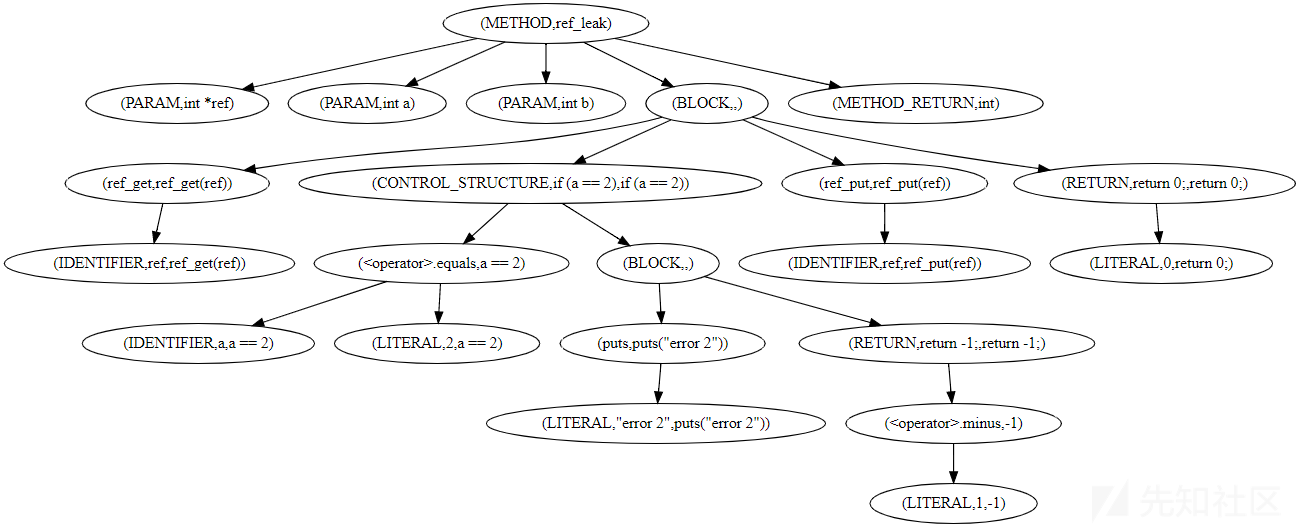 (METHOD,ref_leak)
(PARAM,int *ref)
(PARAM,int a)
(PARAM,int b)
(BLOCK,,)
(METHOD_RETURN,int)
(ref_get,ref_get(ref))
(CONTROL_STRUCTURE,if (a == 2),if (a == 2))
(ref_put,ref_put(ref))
(RETURN,return 0;,return 0;)
(IDENTIFIER,ref,ref_get(ref))
(<operator>.equals,a == 2)
(BLOCK,,)
(IDENTIFIER,ref,ref_put(ref))
(LITERAL,0,return 0;)
(IDENTIFIER,a,a == 2)
(LITERAL,2,a == 2)
(puts,puts("error 2"))
(RETURN,return -1;,return -1;)
(LITERAL,"error 2",puts("error 2"))
(<operator>.minus,-1)
(LITERAL,1,-1)
先知社区